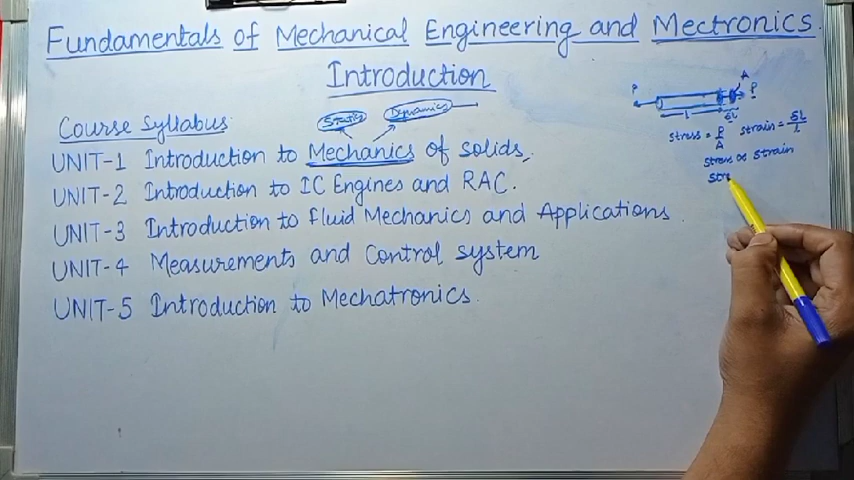 Fundamentals of Mechanical Engineering and Mectronics.
Introduction
Course Syllabus
Statics Dynamics
UNIT-1 Introduction to Mechanics of solids,
UNIT-2 Introduction to IC Engines and RAC.
UNIT-3 Introduction to fluid Mechanics and Applications.
UNIT-4 Measurements and Control system
UNIT-5 Introduction to Mechatronics.
A
P P
L δL
stress = P/A strain = δL/L
stress ∝ strain
str